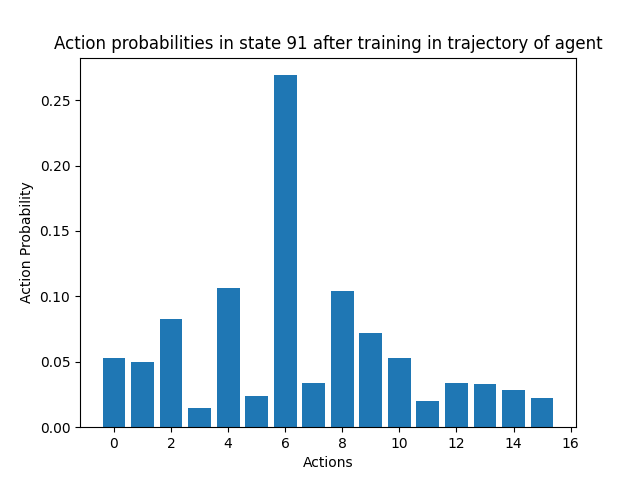 Action probabilities in state 91 after training in trajectory of agent
0.25
0.20
0.15
0.10
0.05
0.00
Action Probability
0 2 4 6 8 10 12 14 16
Actions